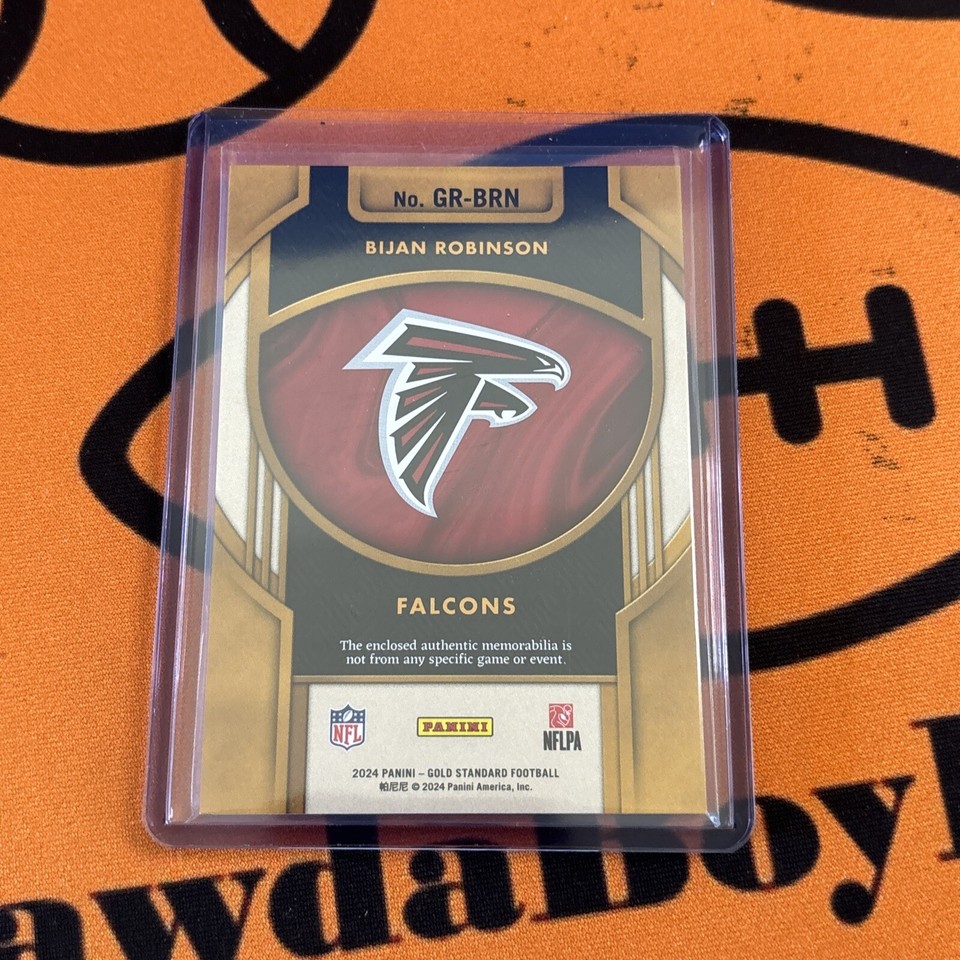 No. GR-BRN
BIJAN ROBINSON
FALCONS
The enclosed authentic memorabilia is
not from any specific game or event.
NFL
PANINI
NFLPA
2024 PANINI – GOLD STANDARD FOOTBALL
帕尼尼 © 2024 Panini America, Inc.
awdaboy